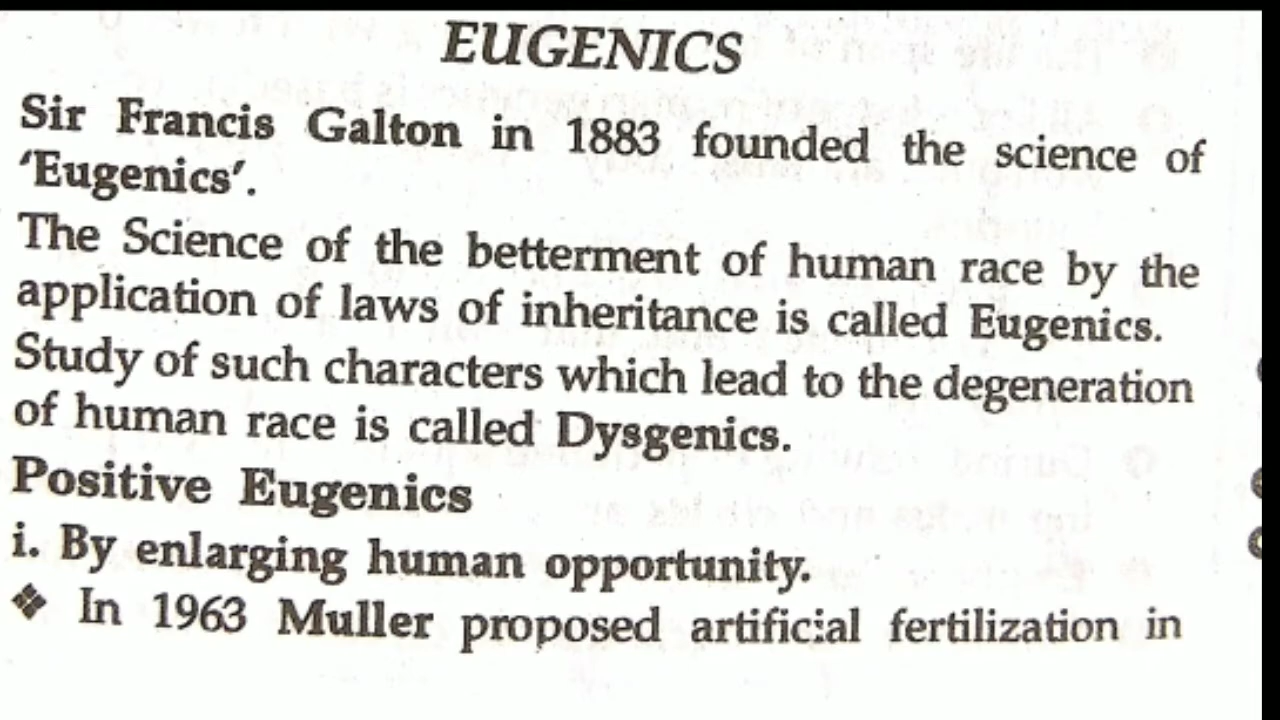 EUGENICS
Sir Francis Galton in 1883 founded the science of
'Eugenics'.
The Science of the betterment of human race by the
application of laws of inheritance is called Eugenics.
Study of such characters which lead to the degeneration
of human race is called Dysgenics.
Positive Eugenics
i. By enlarging human opportunity.
❖ In 1963 Muller proposed artificial fertilization in